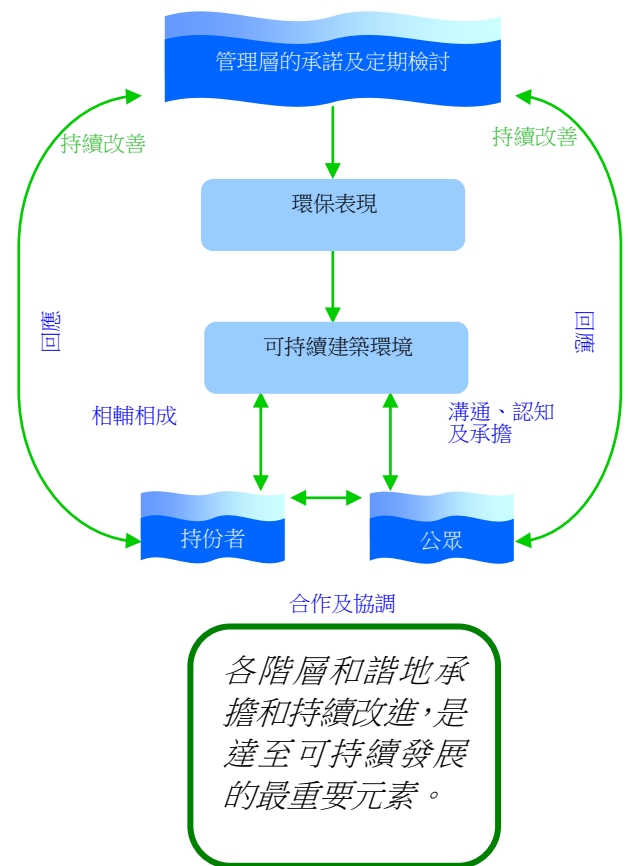 管理層的承諾及定期檢討
持續改善
持續改善
環保表現
回應
回應
可持續建築環境
相輔相成
溝通、認知
及承擔
持份者
公眾
合作及協調
各階層和諧地承
擔和持續改進，是
達至可持續發展
的最重要元素。